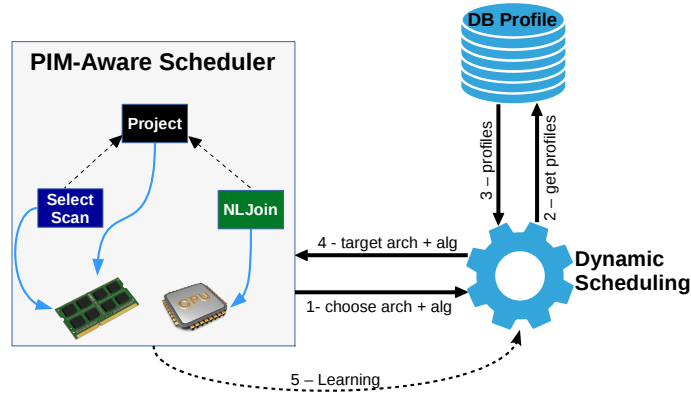 DB Profile
PIM-Aware Scheduler
Project
Select
Scan
NLJoin
CPU
3 – profiles
2 – get profiles
4 - target arch + alg
1- choose arch + alg
Dynamic
Scheduling
5 – Learning